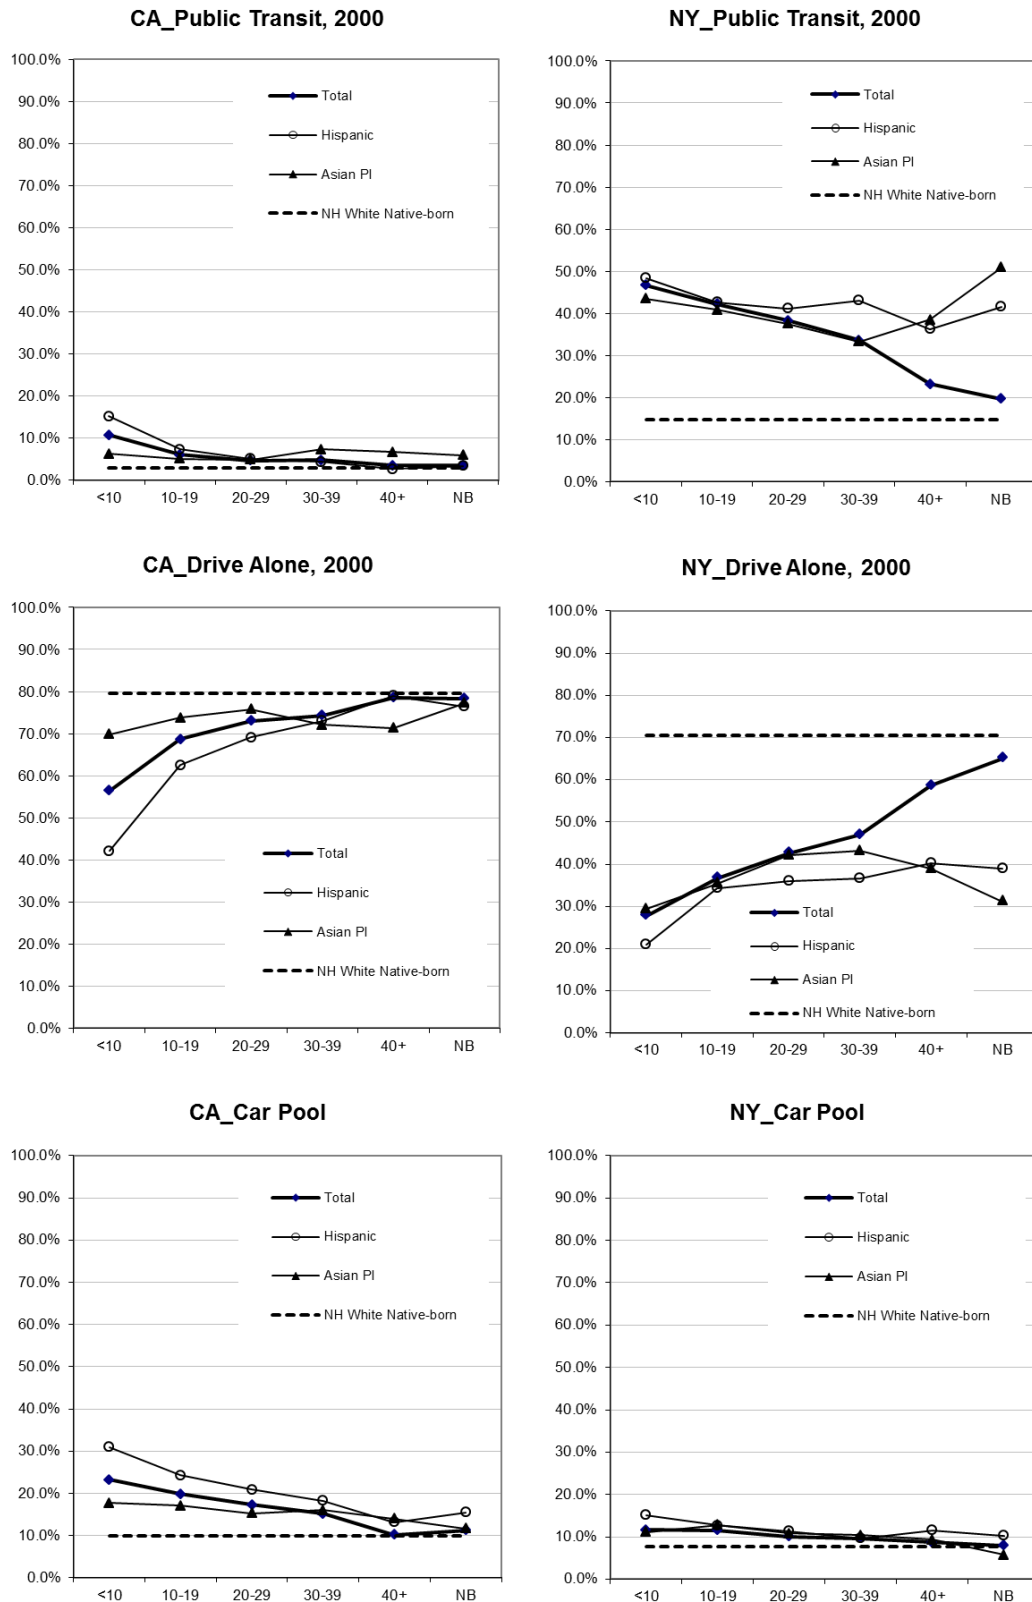 CA_Public Transit, 2000
100.0%
90.0%
80.0%
70.0%
60.0%
50.0%
40.0%
30.0%
20.0%
10.0%
0.0%
Total
Hispanic
Asian PI
NH White Native-born
<10 10-19 20-29 30-39 40+ NB
NY_Public Transit, 2000
100.0%
90.0%
80.0%
70.0%
60.0%
50.0%
40.0%
30.0%
20.0%
10.0%
0.0%
Total
Hispanic
Asian PI
NH White Native-born
<10 10-19 20-29 30-39 40+ NB
CA_Drive Alone, 2000
100.0%
90.0%
80.0%
70.0%
60.0%
50.0%
40.0%
30.0%
20.0%
10.0%
0.0%
Total
Hispanic
Asian PI
NH White Native-born
<10 10-19 20-29 30-39 40+ NB
NY_Drive Alone, 2000
100.0%
90.0%
80.0%
70.0%
60.0%
50.0%
40.0%
30.0%
20.0%
10.0%
0.0%
Total
Hispanic
Asian PI
NH White Native-born
<10 10-19 20-29 30-39 40+ NB
CA_Car Pool
100.0%
90.0%
80.0%
70.0%
60.0%
50.0%
40.0%
30.0%
20.0%
10.0%
0.0%
Total
Hispanic
Asian PI
NH White Native-born
<10 10-19 20-29 30-39 40+ NB
NY_Car Pool
100.0%
90.0%
80.0%
70.0%
60.0%
50.0%
40.0%
30.0%
20.0%
10.0%
0.0%
Total
Hispanic
Asian PI
NH White Native-born
<10 10-19 20-29 30-39 40+ NB